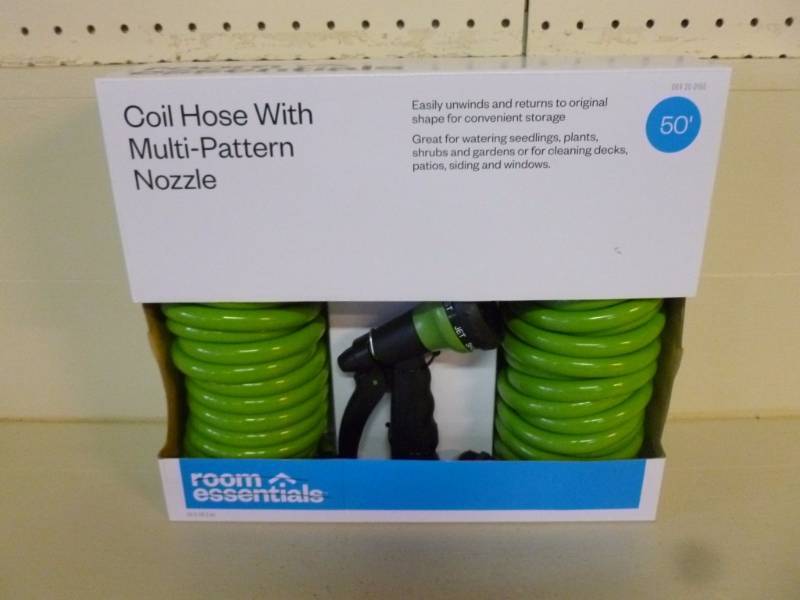 Coil Hose With
Multi-Pattern
Nozzle
Easily unwinds and returns to original
shape for convenient storage
Great for watering seedlings, plants,
shrubs and gardens or for cleaning decks,
patios, siding and windows.
50'
JET
room
essentials